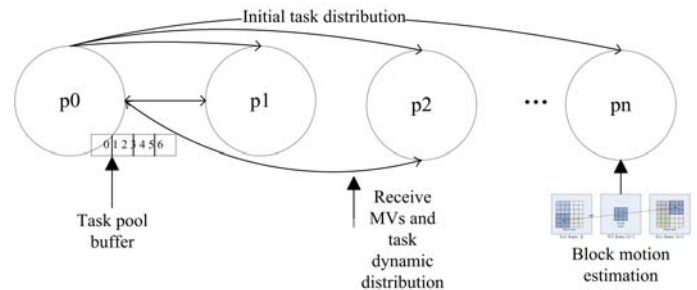 Initial task distribution
p0
p1
p2
...
pn
0 1 2 3 4 5 6
Task pool
buffer
Receive
MVs and
task
dynamic
distribution
Block motion
estimation